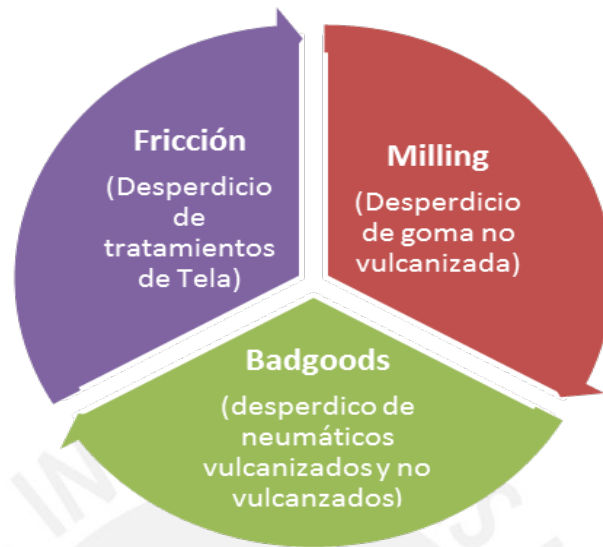 Fricción
(Desperdicio
de
tratamientos
de Tela)
Milling
(Desperdicio
de goma no
vulcanizada)
Badgoods
(desperdico de
neumáticos
vulcanizados y no
vulcanzados)